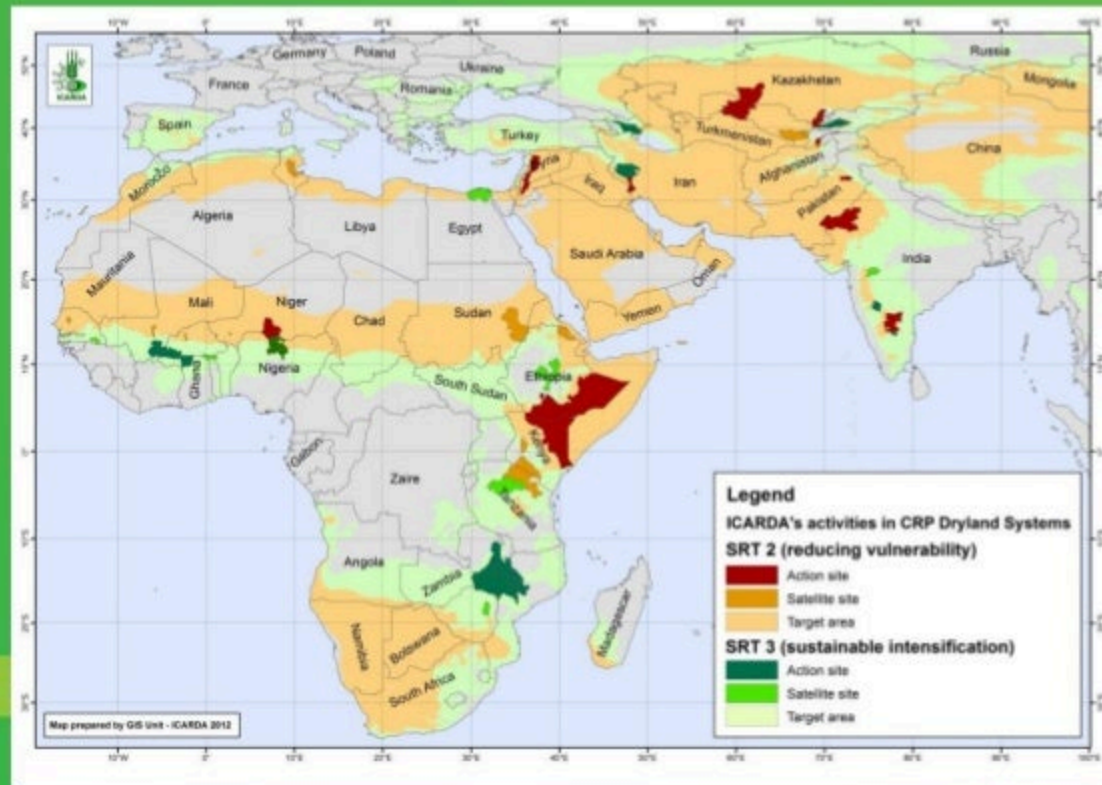 ICARDA
Germany
Poland
Russia
Ukraine
France
Kazakhstan
Mongolia
Romania
Spain
Turkey
Turkmenistan
China
Syria
Afghanistan
Morocco
Iraq
Iran
Pakistan
Algeria
Libya
Egypt
Saudi Arabia
India
Oman
Mauritania
Mali
Niger
Chad
Sudan
Yemen
Nigeria
Ghana
Ethiopia
South Sudan
Kenya
Gabon
Zaire
Tanzania
Angola
Zambia
Namibia
Botswana
Madagascar
South Africa
Legend
ICARDA's activities in CRP Dryland Systems
SRT 2 (reducing vulnerability)
Action site
Satellite site
Target area
SRT 3 (sustainable intensification)
Action site
Satellite site
Target area
Map prepared by GIS Unit - ICARDA 2012